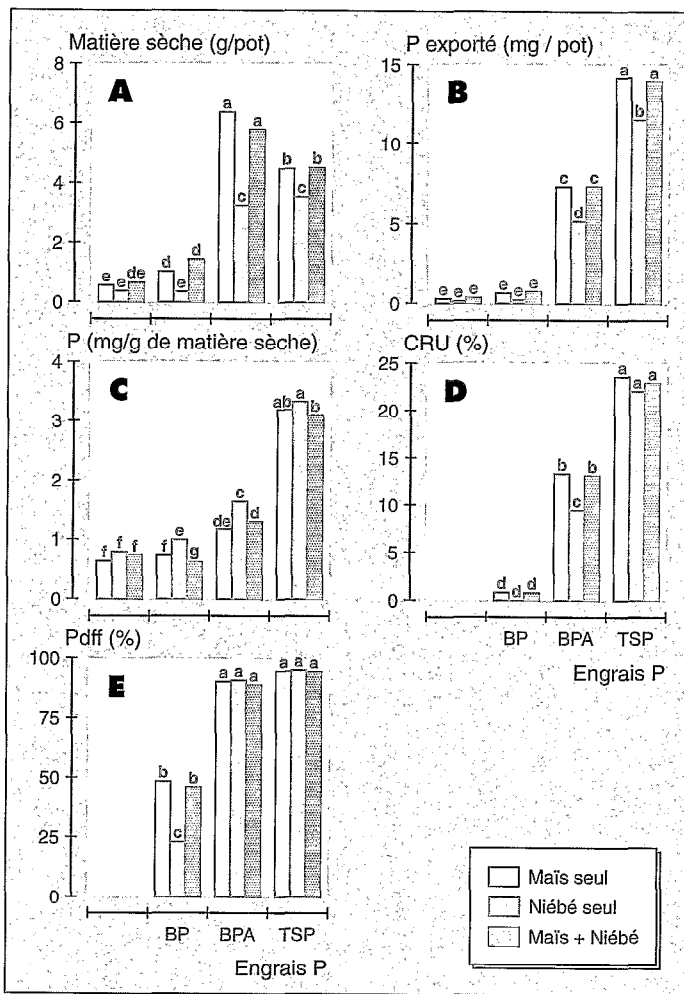 Matière sèche (g/pot)
A
8
6
4
2
0
e e de
d e d
a c a
b c b
P exporté (mg / pot)
B
15
10
5
0
e e e
e e e
c d c
a b a
P (mg/g de matière sèche)
C
4
3
2
1
0
f f f
f e g
de c d
ab a b
CRU (%)
D
25
20
15
10
5
0
d d d
b c b
a a a
BP BPA TSP
Engrais P
Pdff (%)
E
100
75
50
25
0
b c b
a a a
a a a
BP BPA TSP
Engrais P
Maïs seul
Niébé seul
Maïs + Niébé